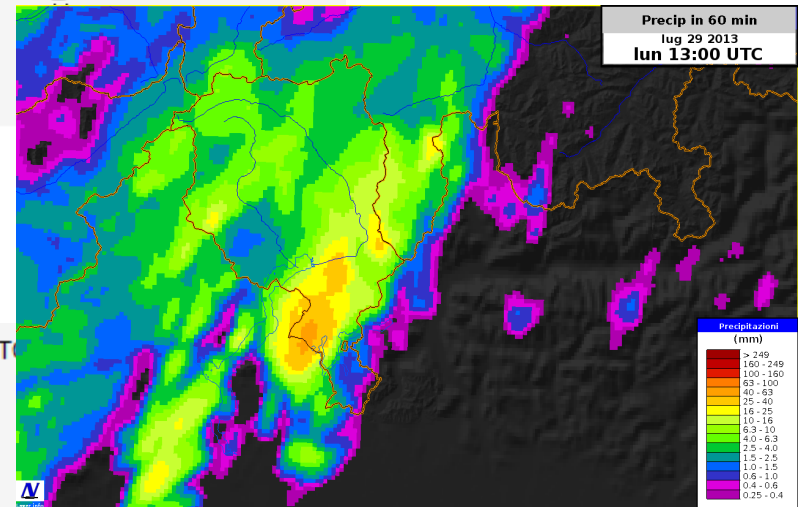 Precip in 60 min
lug 29 2013
lun 13:00 UTC
Precipitazioni
(mm)
> 249
160 - 249
100 - 160
63 - 100
40 - 63
25 - 40
16 - 25
10 - 16
6.3 - 10
4.0 - 6.3
2.5 - 4.0
1.5 - 2.5
1.0 - 1.5
0.6 - 1.0
0.4 - 0.6
0.25 - 0.4